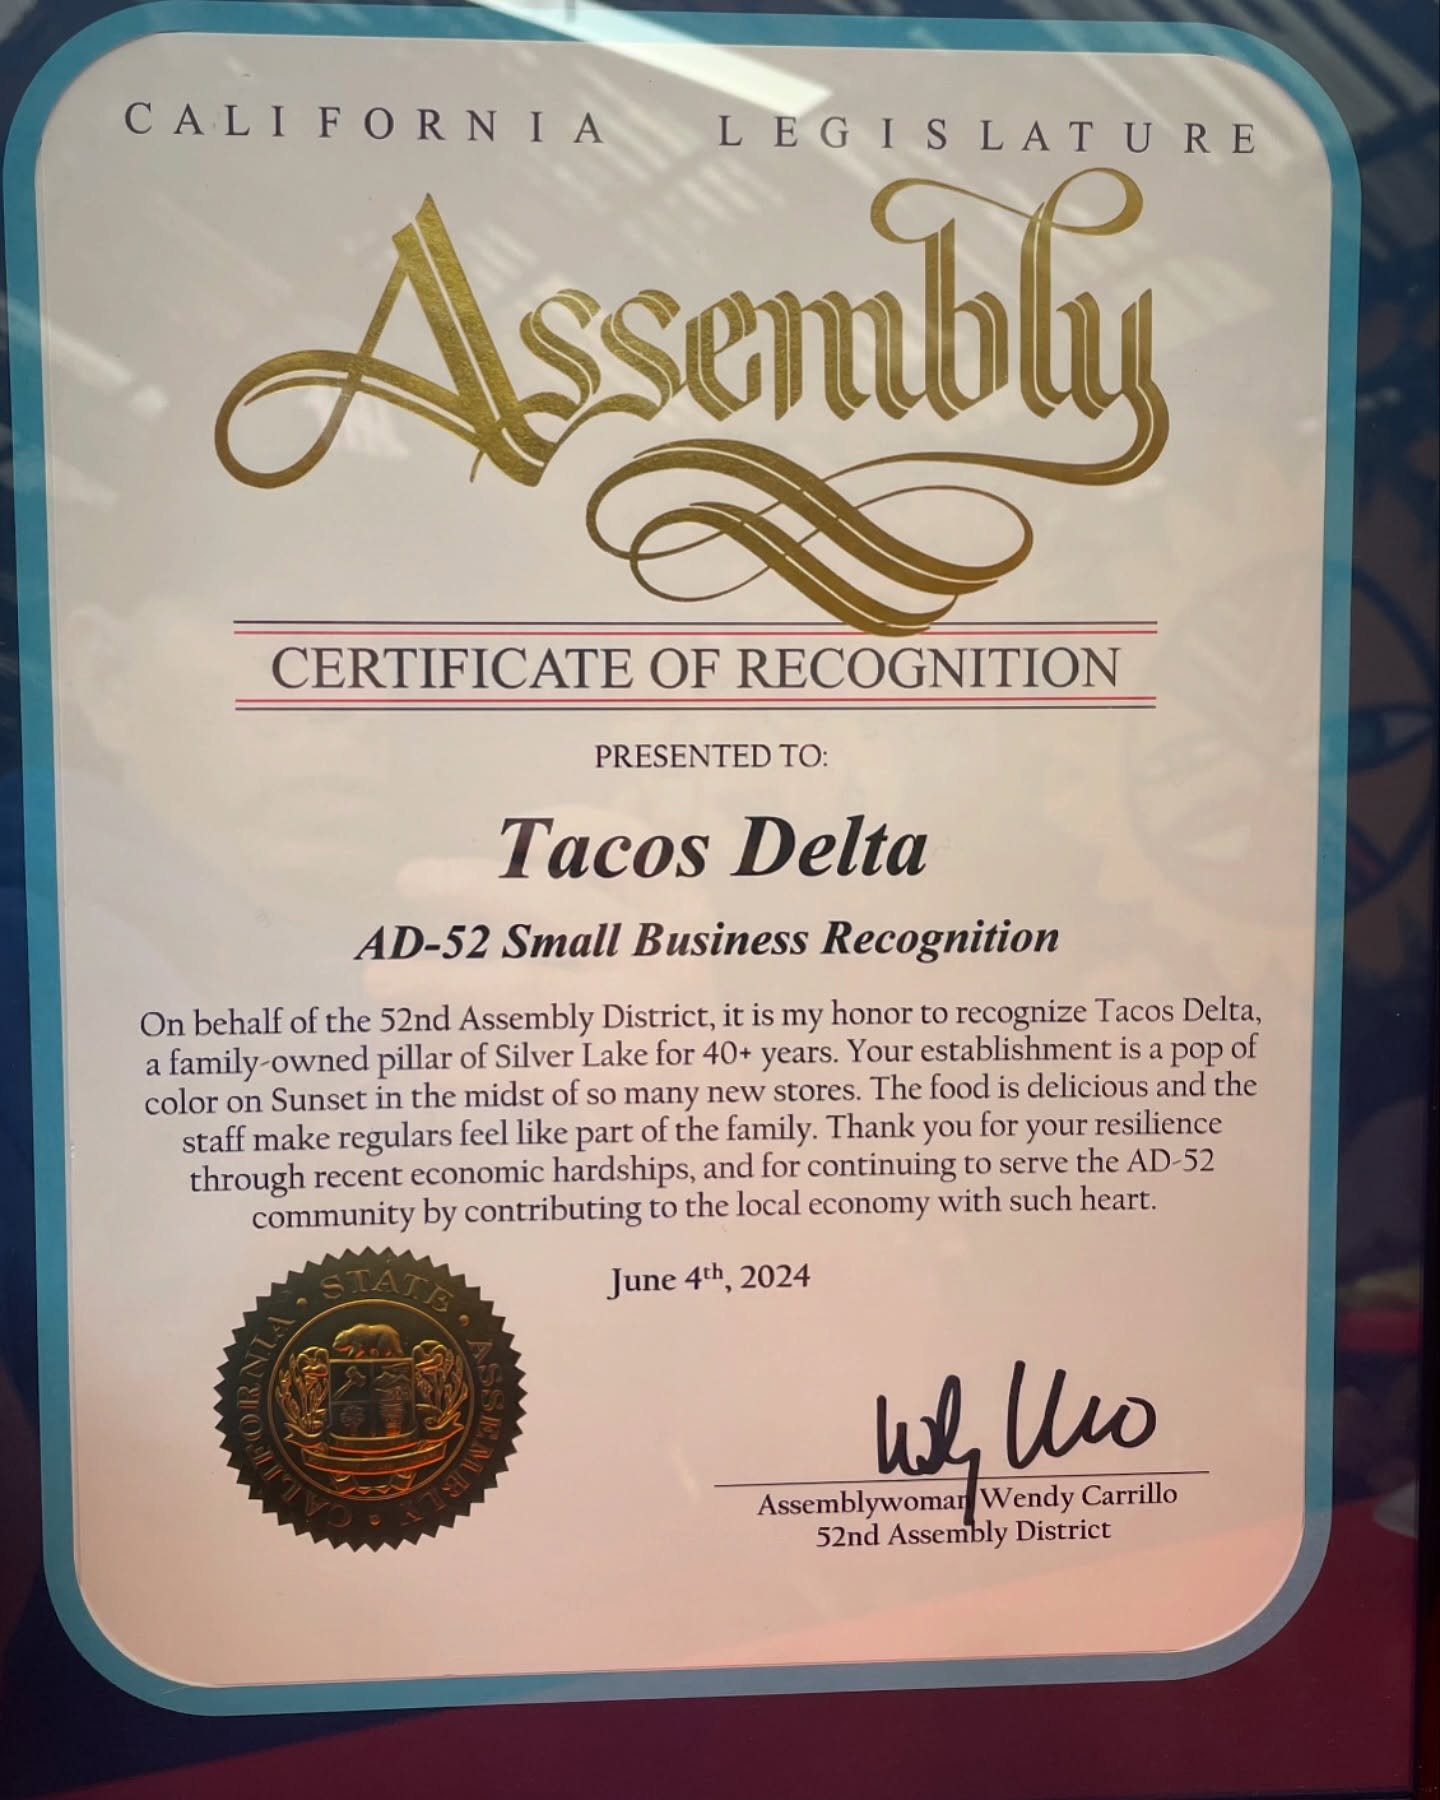 CALIFORNIA LEGISLATURE
Assembly
CERTIFICATE OF RECOGNITION
PRESENTED TO:
Tacos Delta
AD-52 Small Business Recognition
On behalf of the 52nd Assembly District, it is my honor to recognize Tacos Delta,
a family-owned pillar of Silver Lake for 40+ years. Your establishment is a pop of
color on Sunset in the midst of so many new stores. The food is delicious and the
staff make regulars feel like part of the family. Thank you for your resilience
through recent economic hardships, and for continuing to serve the AD-52
community by contributing to the local economy with such heart.
June 4th, 2024
CALIFORNIA • STATE • ASSEMBLY •
Assemblywoman Wendy Carrillo
52nd Assembly District